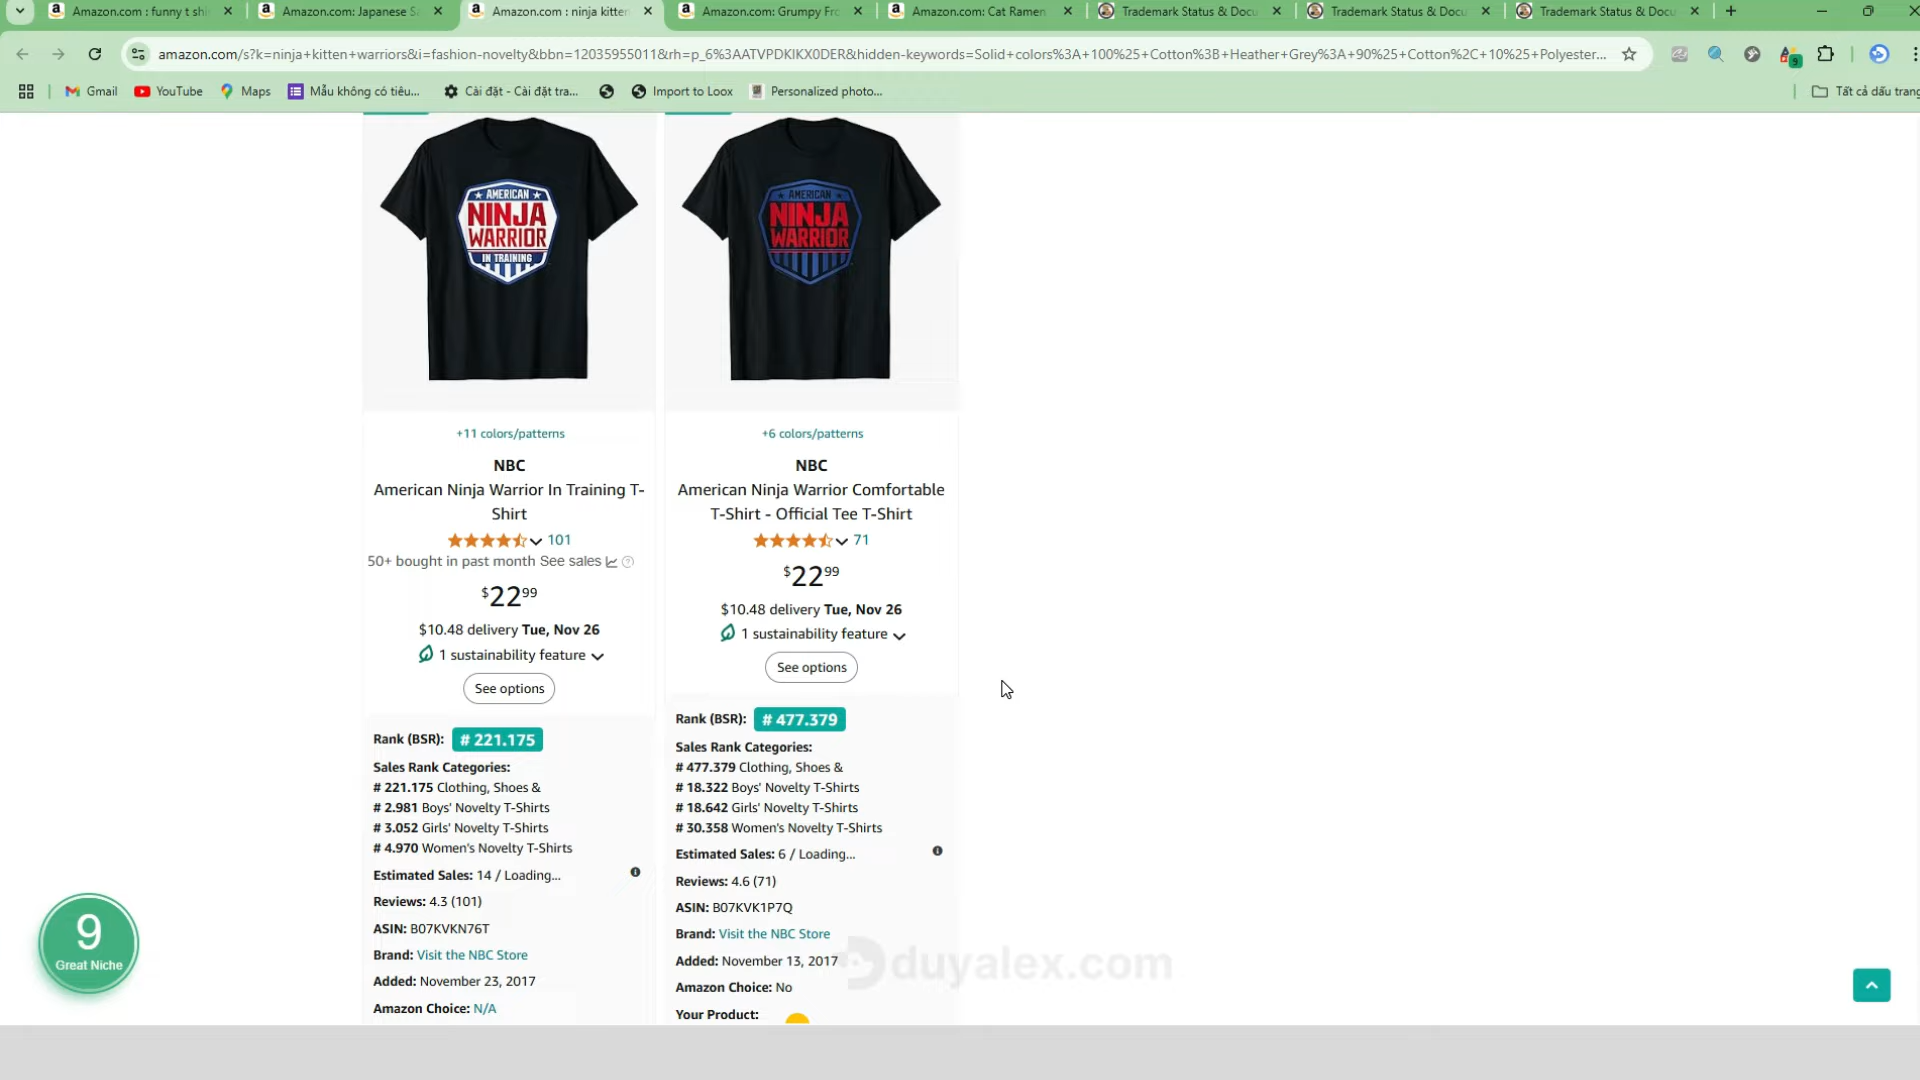 Amazon.com : funny t shi
Amazon.com: Japanese S
Amazon.com : ninja kitten
Amazon.com: Grumpy Fro
Amazon.com: Cat Ramen
Trademark Status & Docu
Trademark Status & Docu
Trademark Status & Docu
amazon.com/s?k=ninja+kitten+warriors&i=fashion-novelty&bbn=12035955011&rh=p_6%3AATVPDKIKX0DER&hidden-keywords=Solid+colors%3A+100%25+Cotton%3B+Heather+Grey%3A+90%25+Cotton%2C+10%25+Polyester...
9
Gmail
YouTube
Maps
Mẫu không có tiêu...
Cài đặt - Cài đặt tra...
Import to Loox
Personalized photo...
Tất cả dấu trang
AMERICAN
NINJA
WARRIOR
IN TRAINING
AMERICAN
NINJA
WARRIOR
+11 colors/patterns
NBC
American Ninja Warrior In Training T-
Shirt
101
50+ bought in past month See sales
$22.99
$10.48 delivery Tue, Nov 26
1 sustainability feature
See options
Rank (BSR): # 221.175
Sales Rank Categories:
# 221.175 Clothing, Shoes &
# 2.981 Boys' Novelty T-Shirts
# 3.052 Girls' Novelty T-Shirts
# 4.970 Women's Novelty T-Shirts
Estimated Sales: 14 / Loading...
Reviews: 4.3 (101)
ASIN: B07KVKN76T
Brand: Visit the NBC Store
Added: November 23, 2017
Amazon Choice: N/A
+6 colors/patterns
NBC
American Ninja Warrior Comfortable
T-Shirt - Official Tee T-Shirt
71
$22.99
$10.48 delivery Tue, Nov 26
1 sustainability feature
See options
Rank (BSR): # 477.379
Sales Rank Categories:
# 477.379 Clothing, Shoes &
# 18.322 Boys' Novelty T-Shirts
# 18.642 Girls' Novelty T-Shirts
# 30.358 Women's Novelty T-Shirts
Estimated Sales: 6 / Loading...
Reviews: 4.6 (71)
ASIN: B07KVK1P7Q
Brand: Visit the NBC Store
Added: November 13, 2017
Amazon Choice: No
Your Product:
9
Great Niche
duyalex.com